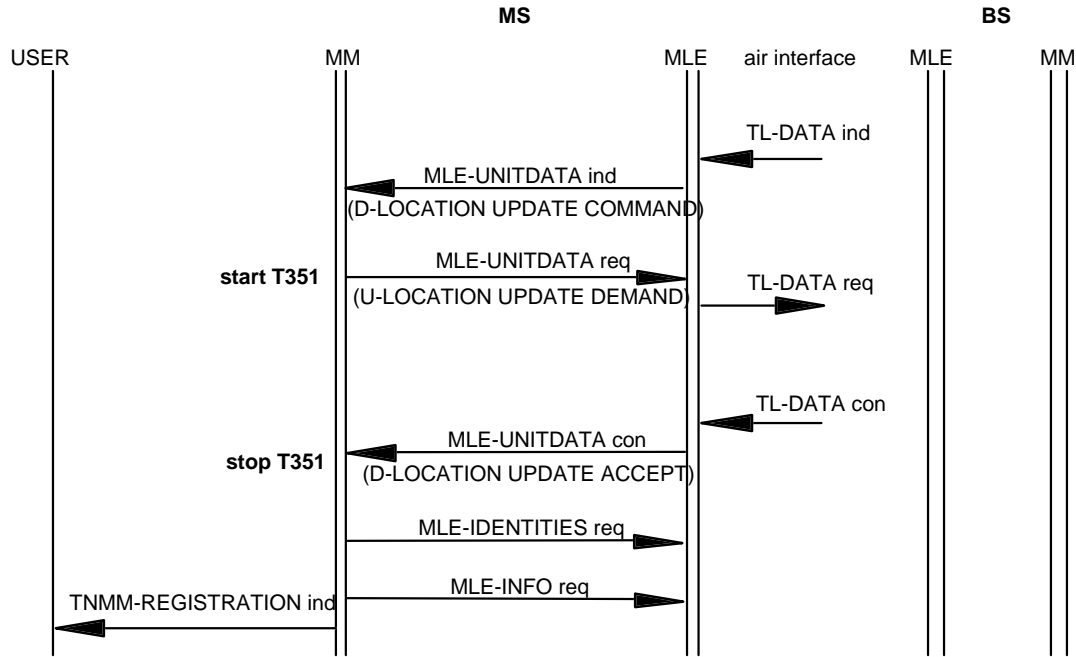 MS BS
USER MM MLE air interface MLE MM
TL-DATA ind
MLE-UNITDATA ind
(D-LOCATION UPDATE COMMAND)
MLE-UNITDATA req
start T351
TL-DATA req
(U-LOCATION UPDATE DEMAND)
TL-DATA con
MLE-UNITDATA con
stop T351
(D-LOCATION UPDATE ACCEPT)
MLE-IDENTITIES req
MLE-INFO req
TNMM-REGISTRATION ind